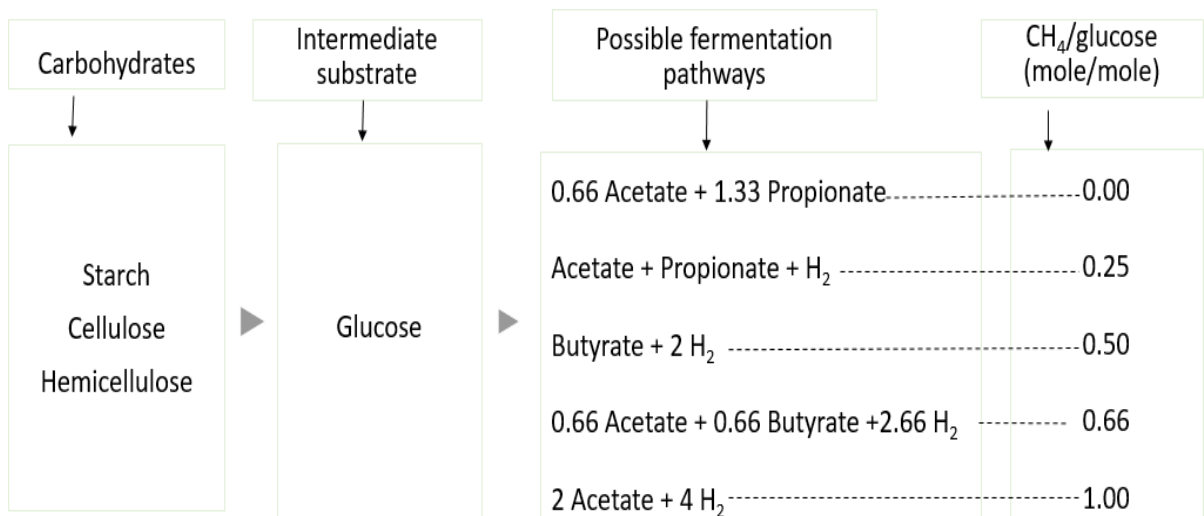 Carbohydrates
Intermediate
substrate
Possible fermentation
pathways
CH₄/glucose
(mole/mole)
Starch
Cellulose
Hemicellulose
Glucose
0.66 Acetate + 1.33 Propionate 0.00
Acetate + Propionate + H₂ 0.25
Butyrate + 2 H₂ 0.50
0.66 Acetate + 0.66 Butyrate +2.66 H₂ 0.66
2 Acetate + 4 H₂ 1.00